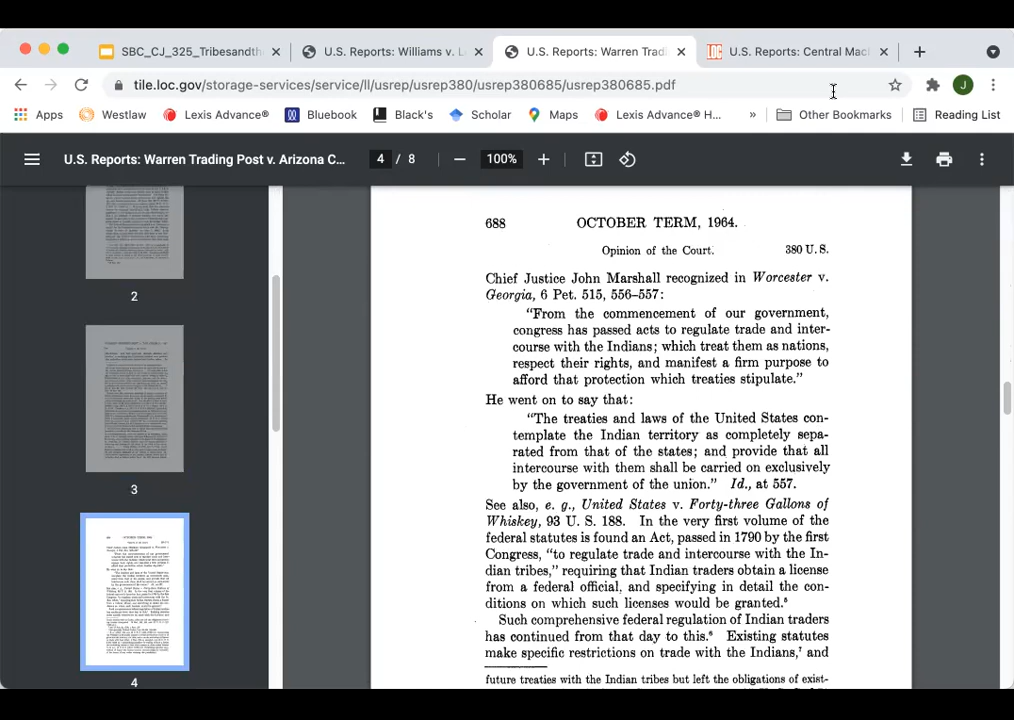 SBC_CJ_325_Tribesandth
U.S. Reports: Williams v. L
U.S. Reports: Warren Trad
LOC
U.S. Reports: Central Mac
tile.loc.gov/storage-services/service/ll/usrep/usrep380/usrep380685/usrep380685.pdf
J
Apps
Westlaw
Lexis Advance®
Bluebook
Black's
Scholar
Maps
Lexis Advance® H...
»
Other Bookmarks
Reading List
U.S. Reports: Warren Trading Post v. Arizona C...
4 / 8
100%
2
3
4
688 OCTOBER TERM, 1964.
Opinion of the Court. 380 U. S.
Chief Justice John Marshall recognized in Worcester v.
Georgia, 6 Pet. 515, 556–557:
"From the commencement of our government,
congress has passed acts to regulate trade and inter-
course with the Indians; which treat them as nations,
respect their rights, and manifest a firm purpose to
afford that protection which treaties stipulate."
He went on to say that:
"The treaties and laws of the United States con-
template the Indian territory as completely sepa-
rated from that of the states; and provide that all
intercourse with them shall be carried on exclusively
by the government of the union." Id., at 557.
See also, e. g., United States v. Forty-three Gallons of
Whiskey, 93 U. S. 188. In the very first volume of the
federal statutes is found an Act, passed in 1790 by the first
Congress, "to regulate trade and intercourse with the In-
dian tribes," requiring that Indian traders obtain a license
from a federal official, and specifying in detail the con-
ditions on which such licenses would be granted.⁵
Such comprehensive federal regulation of Indian traders
has continued from that day to this.⁶ Existing statutes
make specific restrictions on trade with the Indians,⁷ and
future treaties with the Indian tribes but left the obligations of exist-